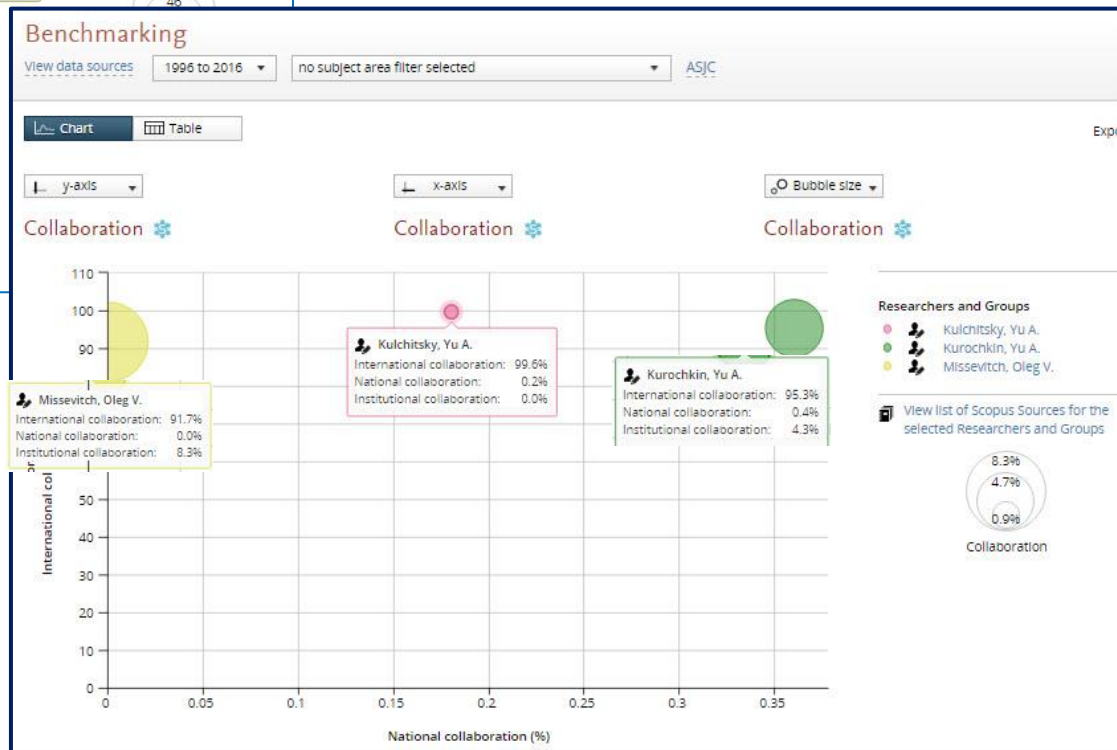 46
Benchmarking
View data sources 1996 to 2016 no subject area filter selected ASJC
Chart Table
Expo
y-axis x-axis Bubble size
Collaboration Collaboration Collaboration
110
100
90
50
40
30
20
10
0
0 0.05 0.1 0.15 0.2 0.25 0.3 0.35
National collaboration (%)
International col
or
Missevitch, Oleg V.
International collaboration: 91.7%
National collaboration: 0.0%
Institutional collaboration: 8.3%
Kulchitsky, Yu A.
International collaboration: 99.6%
National collaboration: 0.2%
Institutional collaboration: 0.0%
Kurochkin, Yu A.
International collaboration: 95.3%
National collaboration: 0.4%
Institutional collaboration: 4.3%
Researchers and Groups
Kulchitsky, Yu A.
Kurochkin, Yu A.
Missevitch, Oleg V.
View list of Scopus Sources for the
selected Researchers and Groups
8.3%
4.7%
0.9%
Collaboration